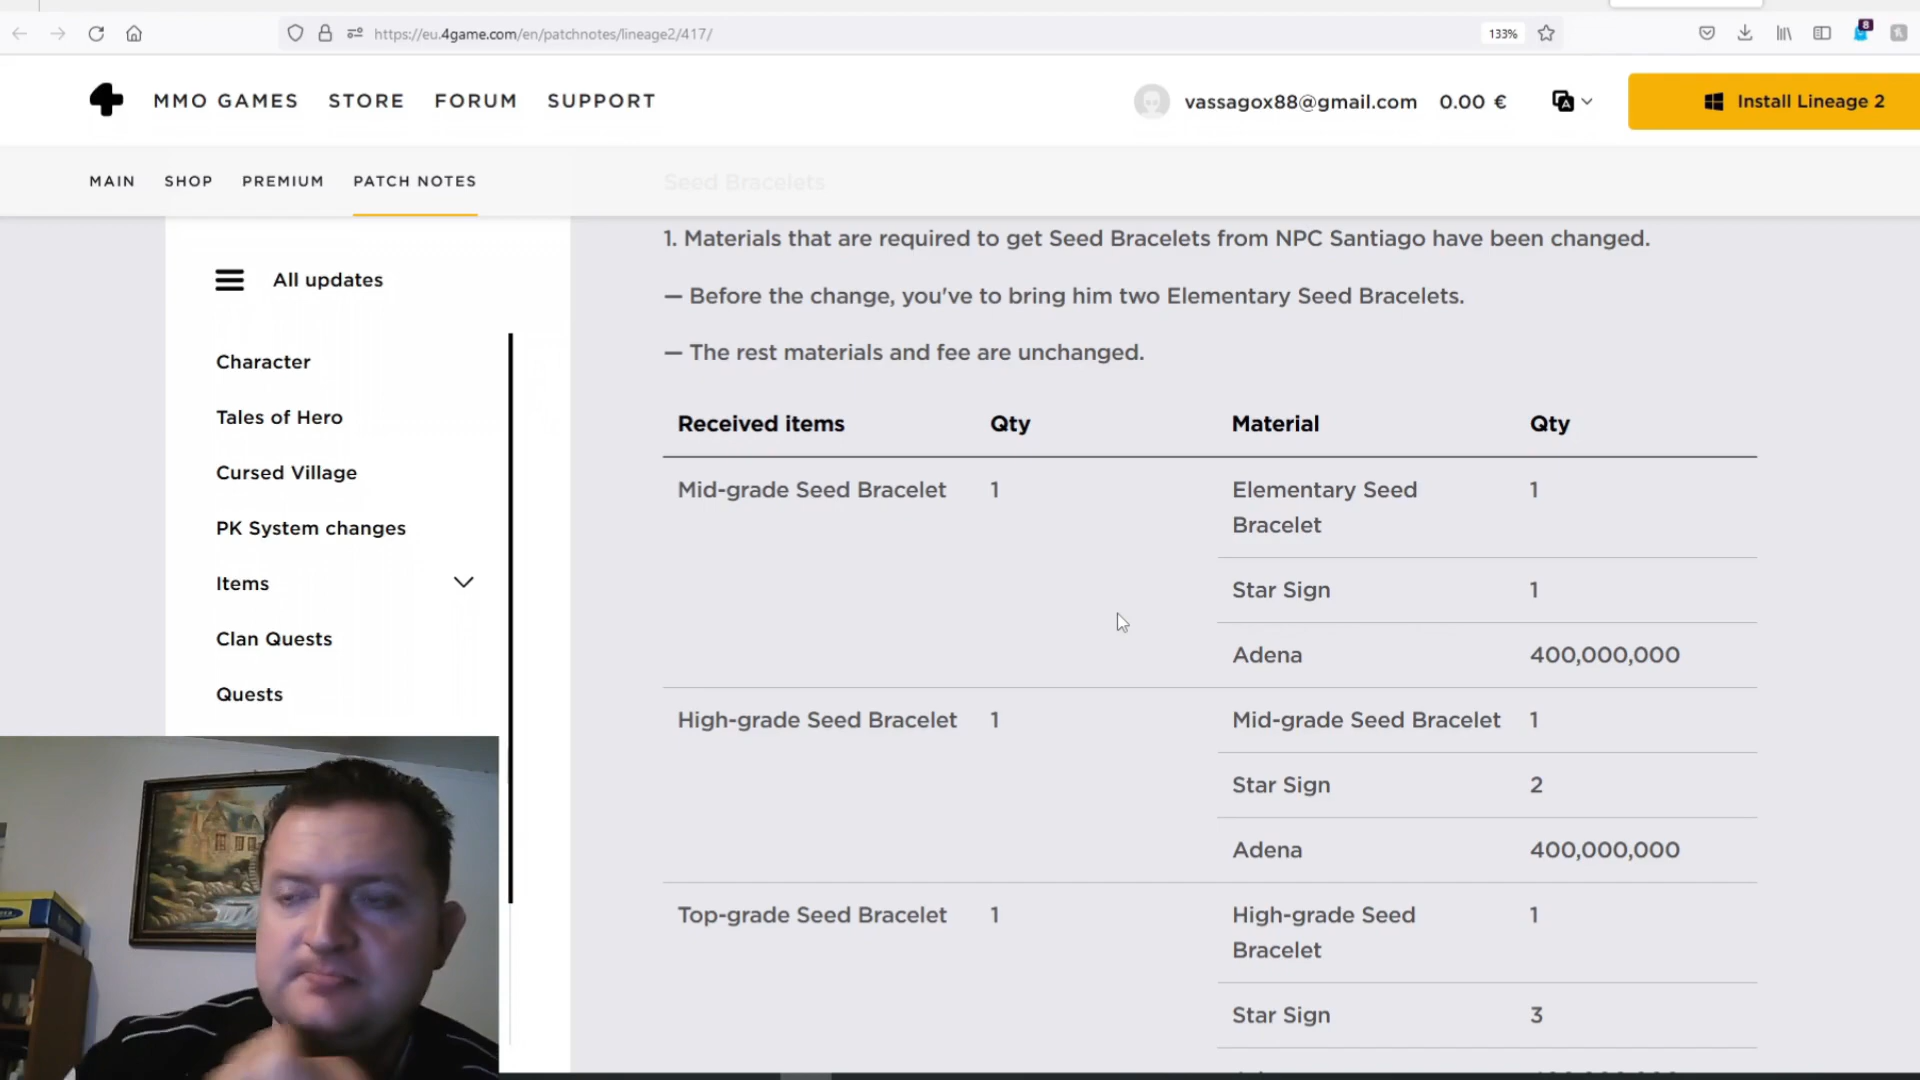 https://eu.4game.com/en/patchnotes/lineage2/417/
133%
8
MMO GAMES STORE FORUM SUPPORT
vassagox88@gmail.com 0.00 €
Install Lineage 2
MAIN SHOP PREMIUM PATCH NOTES
Seed Bracelets
All updates
Character
Tales of Hero
Cursed Village
PK System changes
Items
Clan Quests
Quests
1. Materials that are required to get Seed Bracelets from NPC Santiago have been changed.
— Before the change, you've to bring him two Elementary Seed Bracelets.
— The rest materials and fee are unchanged.
Received items Qty Material Qty
Mid-grade Seed Bracelet 1 Elementary Seed 1
Bracelet
Star Sign 1
Adena 400,000,000
High-grade Seed Bracelet 1 Mid-grade Seed Bracelet 1
Star Sign 2
Adena 400,000,000
Top-grade Seed Bracelet 1 High-grade Seed 1
Bracelet
Star Sign 3